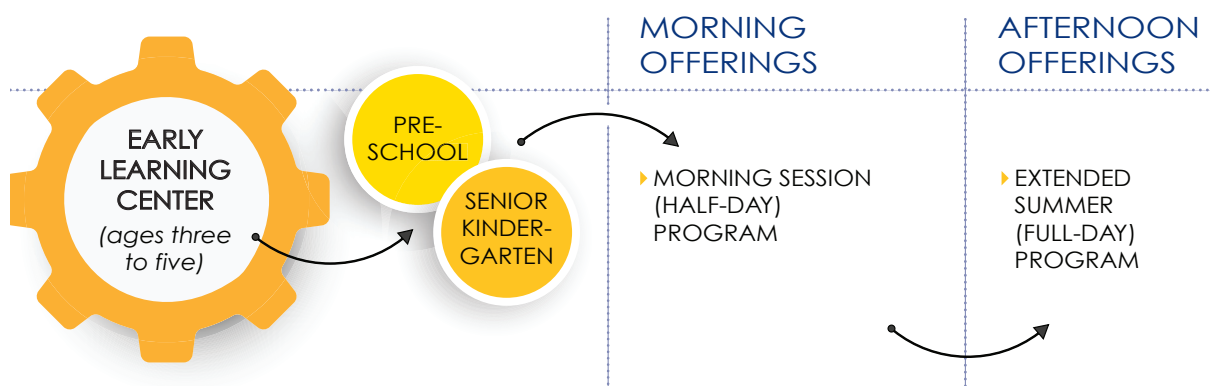 EARLY
LEARNING
CENTER
(ages three
to five)
PRE-
SCHOOL
SENIOR
KINDER-
GARTEN
MORNING
OFFERINGS
MORNING SESSION
(HALF-DAY)
PROGRAM
AFTERNOON
OFFERINGS
EXTENDED
SUMMER
(FULL-DAY)
PROGRAM